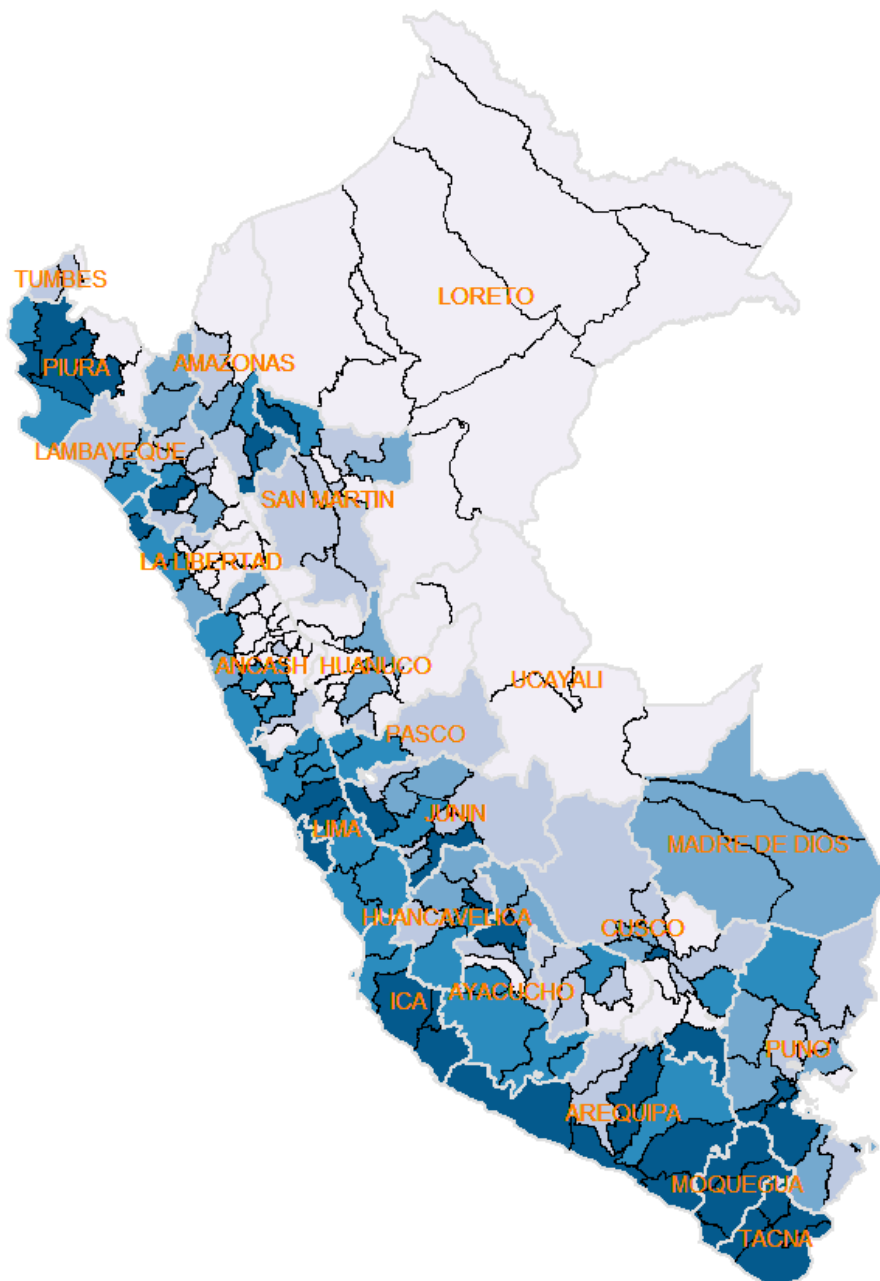 LORETO
TUMBES
AMAZONAS
PIURA
LAMBAYEQUE
SAN MARTIN
LA LIBERTAD
ANCASH
HUANUCO
UCAYALI
PASCO
JUNIN
LIMA
MADRE DE DIOS
HUANCAVELICA
CUSCO
ICA
AYACUCHO
PUNO
AREQUIPA
MOQUEGUA
TACNA